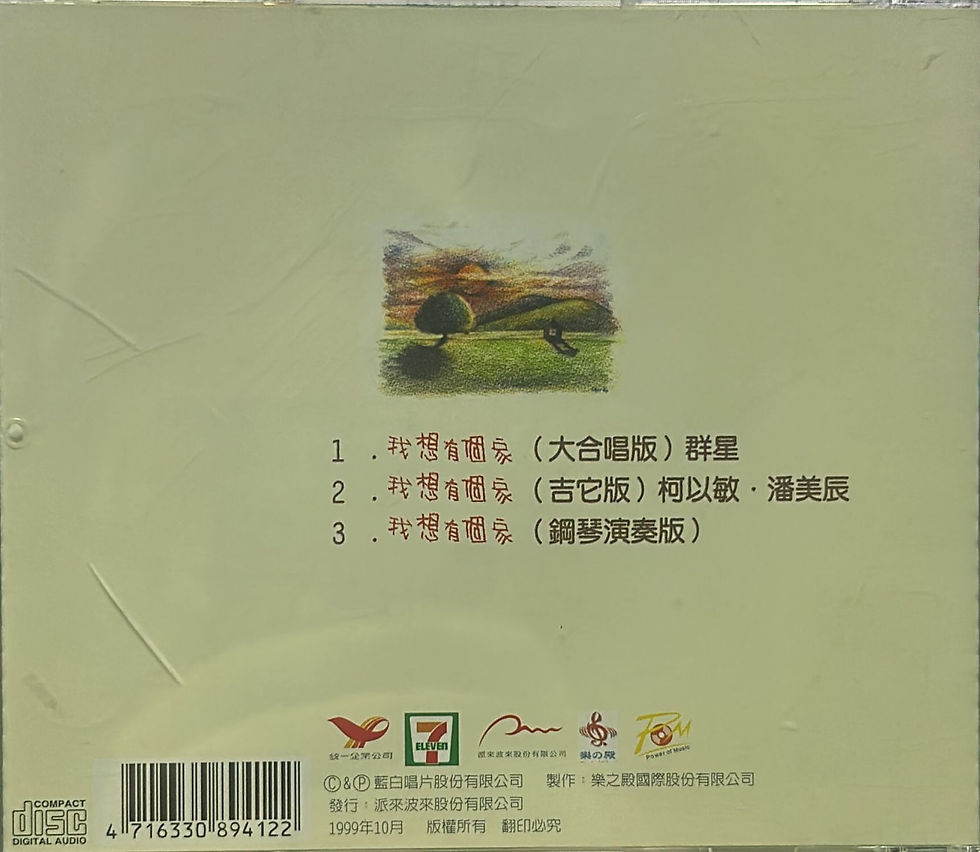 1 . 我想有個家（大合唱版）群星
2 . 我想有個家（吉它版）柯以敏·潘美辰
3 . 我想有個家（鋼琴演奏版）
統一企業公司
7
ELEVEN
派來波來股份有限公司
樂の殿
POM
Power of Music
Ⓒ&Ⓟ 藍白唱片股份有限公司 製作：樂之殿國際股份有限公司
發行：派來波來股份有限公司
1999年10月 版權所有 翻印必究
COMPACT
disc
DIGITAL AUDIO
4 716330 894122